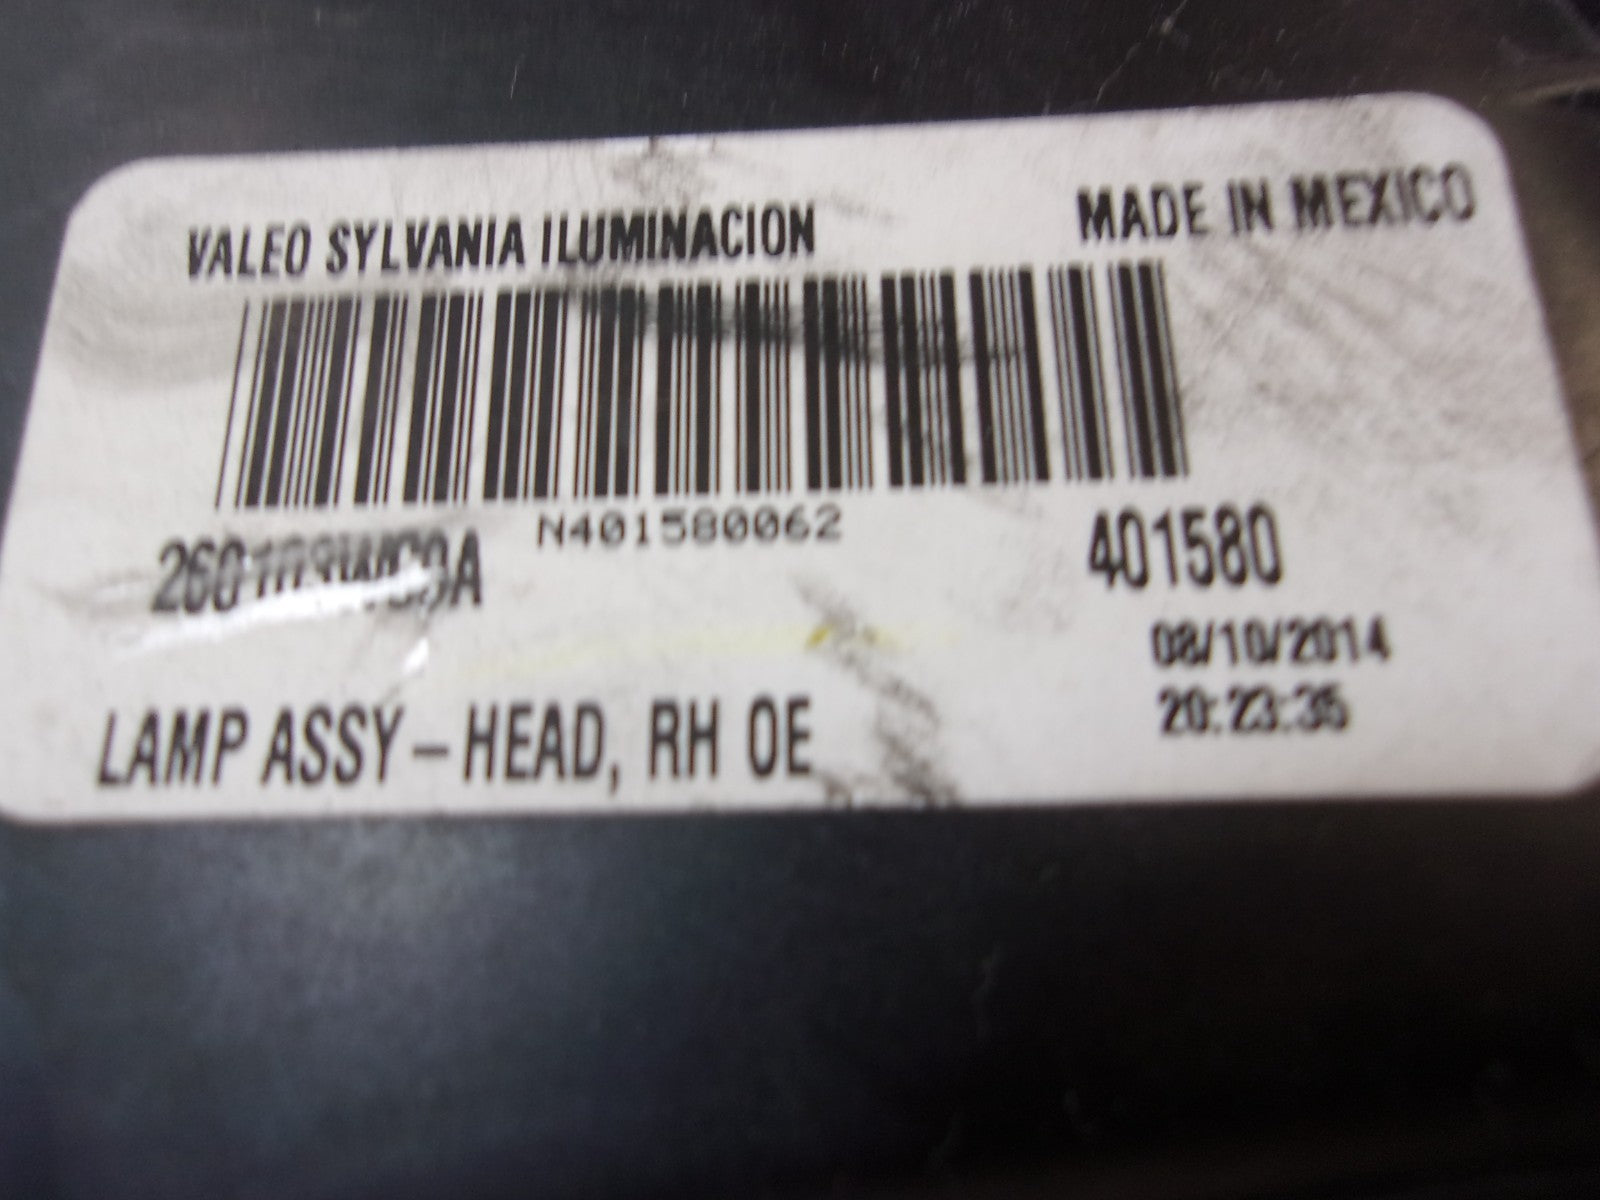 VALEO SYLVANIA ILUMINACION
MADE IN MEXICO
N401580062
401580
08/10/2014
20:23:35
LAMP ASSY – HEAD, RH OE